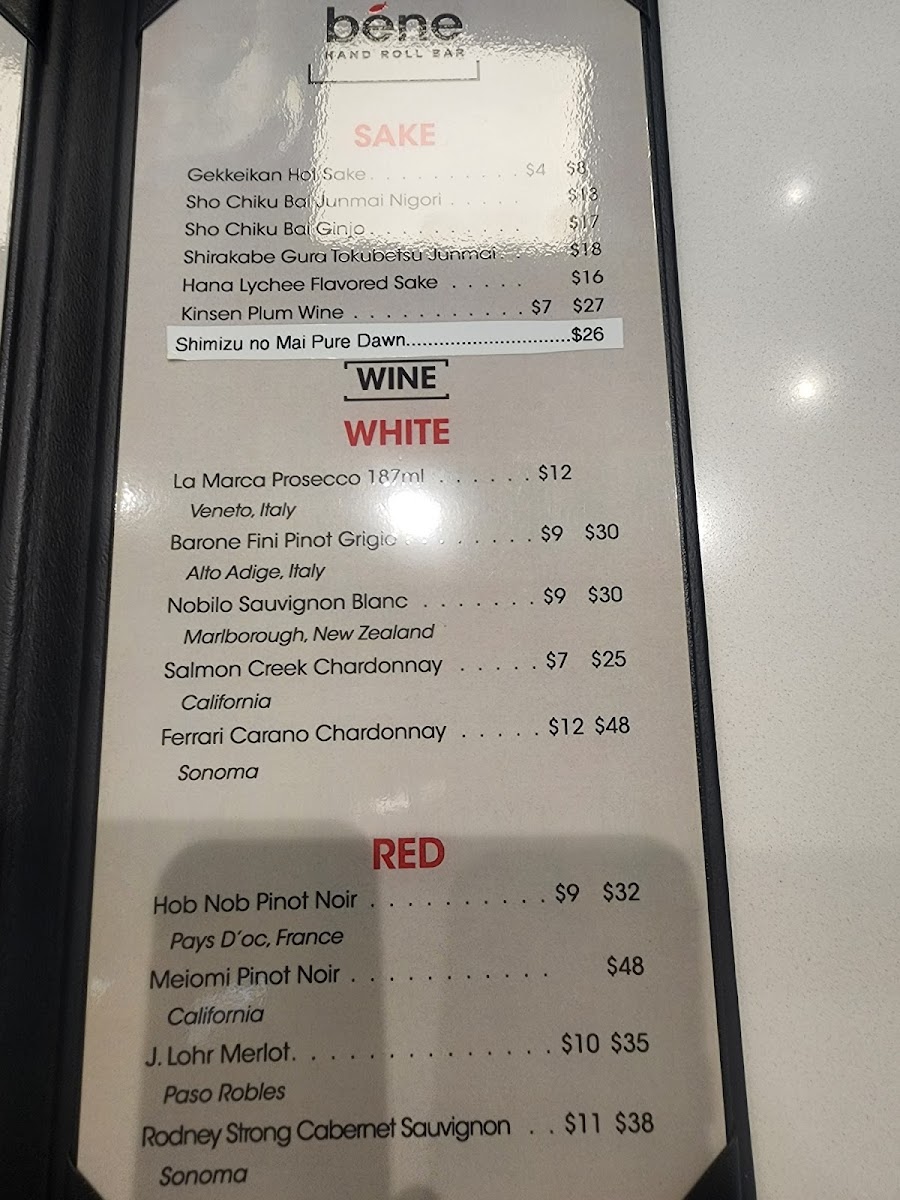 béne
HAND ROLL BAR
SAKE
Gekkeikan Hot Sake. . . . . . . . . . . $4 $8
Sho Chiku Bai Junmai Nigori . . . . . $13
Sho Chiku Bai Ginjo. . . . . . . . . . . . $17
Shirakabe Gura Tokubetsu Junmai. . $18
Hana Lychee Flavored Sake . . . . . $16
Kinsen Plum Wine . . . . . . . . . . . $7 $27
Shimizu no Mai Pure Dawn..............................$26
WINE
WHITE
La Marca Prosecco 187ml . . . . . . $12
Veneto, Italy
Barone Fini Pinot Grigio . . . . . . . . $9 $30
Alto Adige, Italy
Nobilo Sauvignon Blanc . . . . . . . $9 $30
Marlborough, New Zealand
Salmon Creek Chardonnay . . . . . $7 $25
California
Ferrari Carano Chardonnay . . . . . $12 $48
Sonoma
RED
Hob Nob Pinot Noir . . . . . . . . . . $9 $32
Pays D'oc, France
Meiomi Pinot Noir . . . . . . . . . . . $48
California
J. Lohr Merlot. . . . . . . . . . . . . . $10 $35
Paso Robles
Rodney Strong Cabernet Sauvignon . . $11 $38
Sonoma